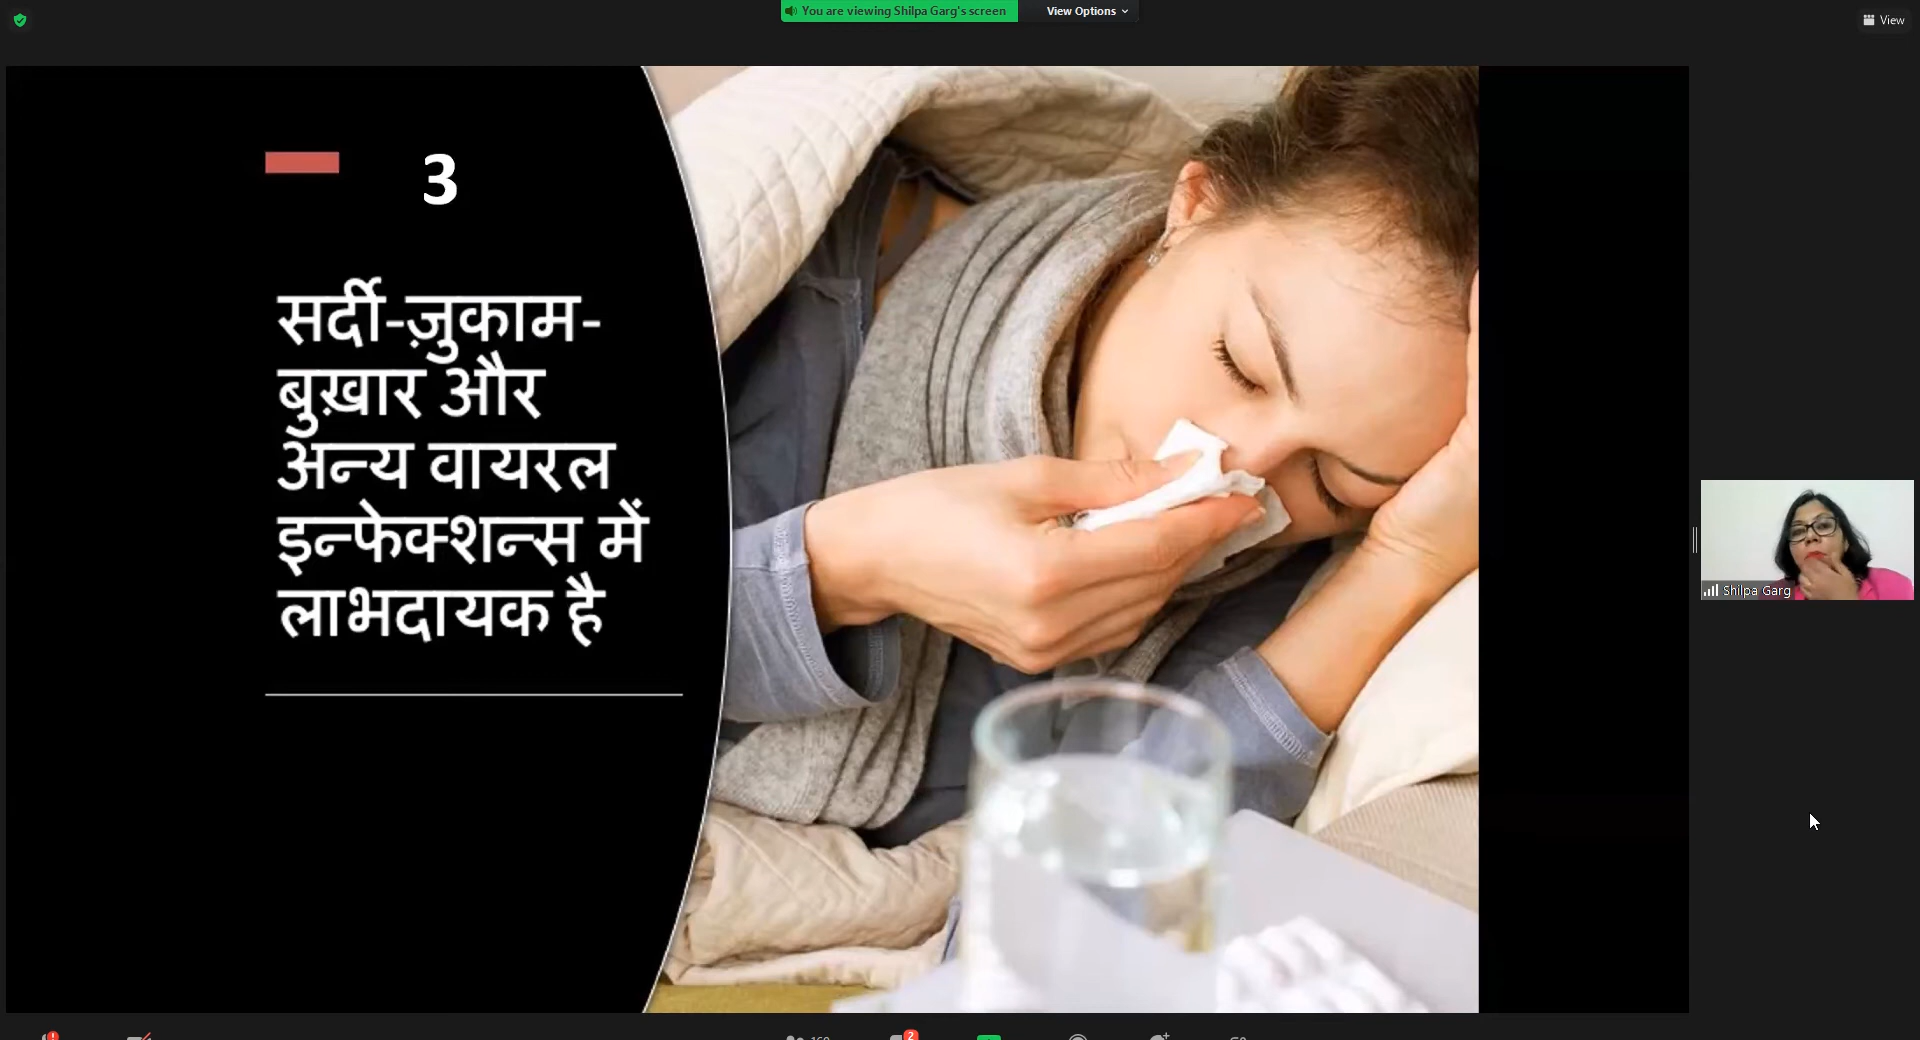 You are viewing Shilpa Garg's screen
View Options
View
3
सर्दी-ज़ुकाम-
बुख़ार और
अन्य वायरल
इन्फेक्शन्स में
लाभदायक है
Shilpa Garg
2